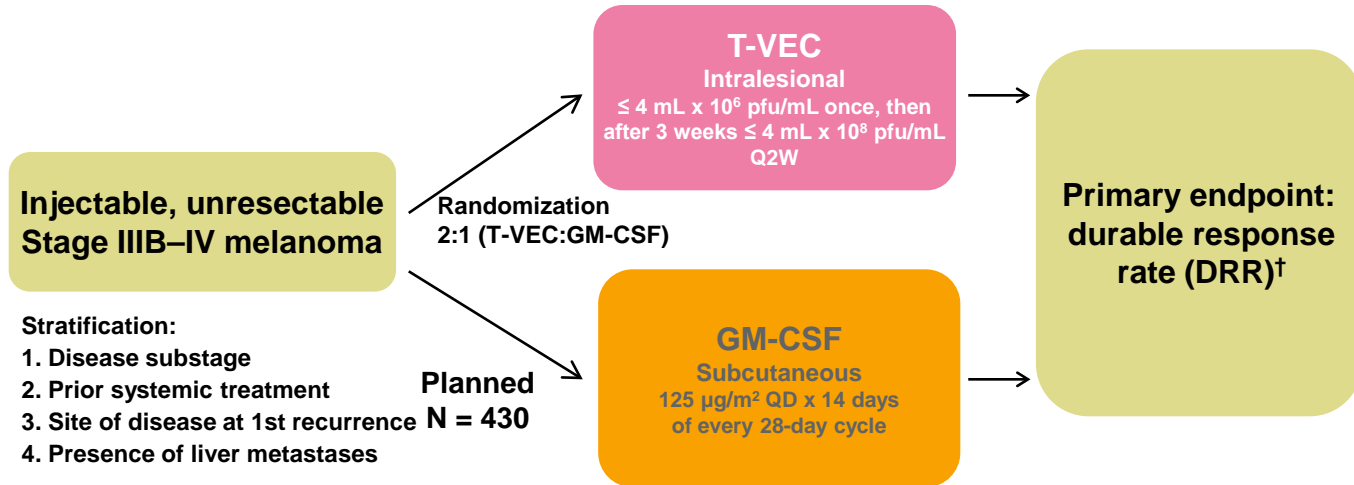 Injectable, unresectable
Stage IIIB–IV melanoma
Stratification:
1. Disease substage
2. Prior systemic treatment
3. Site of disease at 1st recurrence
4. Presence of liver metastases
Randomization
2:1 (T-VEC:GM-CSF)
Planned
N = 430
T-VEC
Intralesional
≤ 4 mL x 10⁶ pfu/mL once, then
after 3 weeks ≤ 4 mL x 10⁸ pfu/mL
Q2W
GM-CSF
Subcutaneous
125 µg/m² QD x 14 days
of every 28-day cycle
Primary endpoint:
durable response
rate (DRR)†